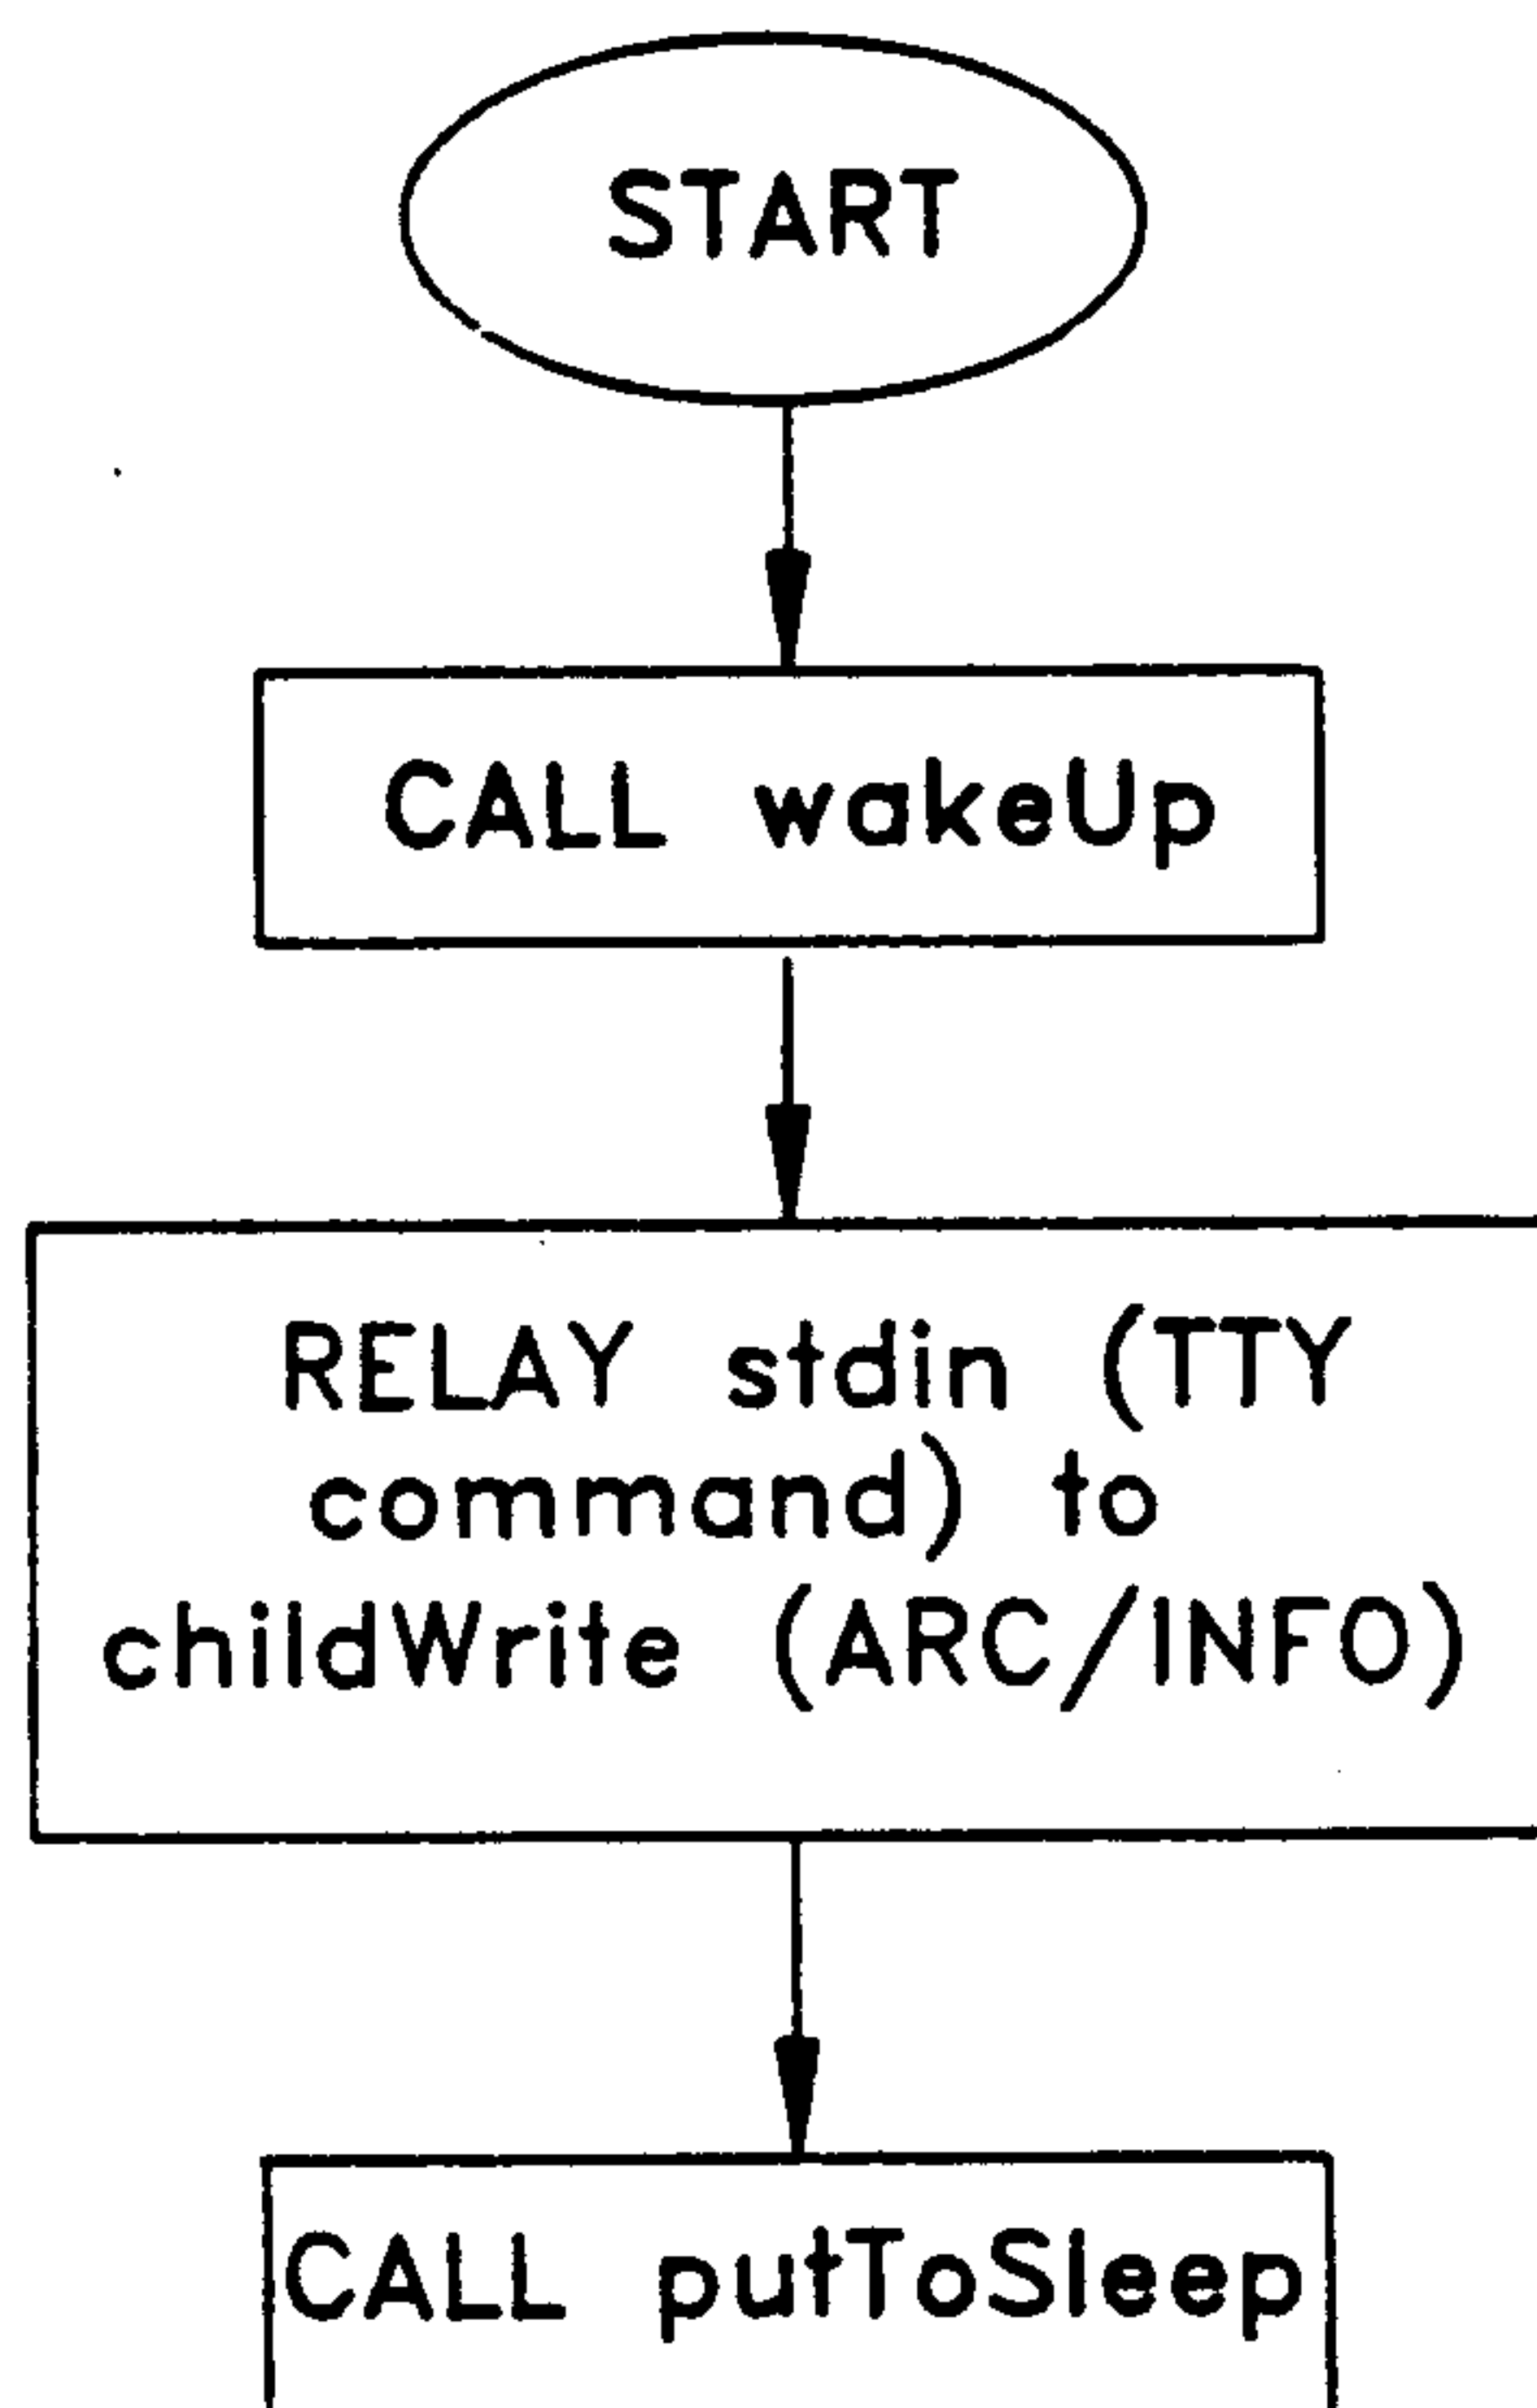 START
CALL wakeUp
RELAY stdin (TTY
command) to
childWrite (ARC/INFO)
CALL putToSleep